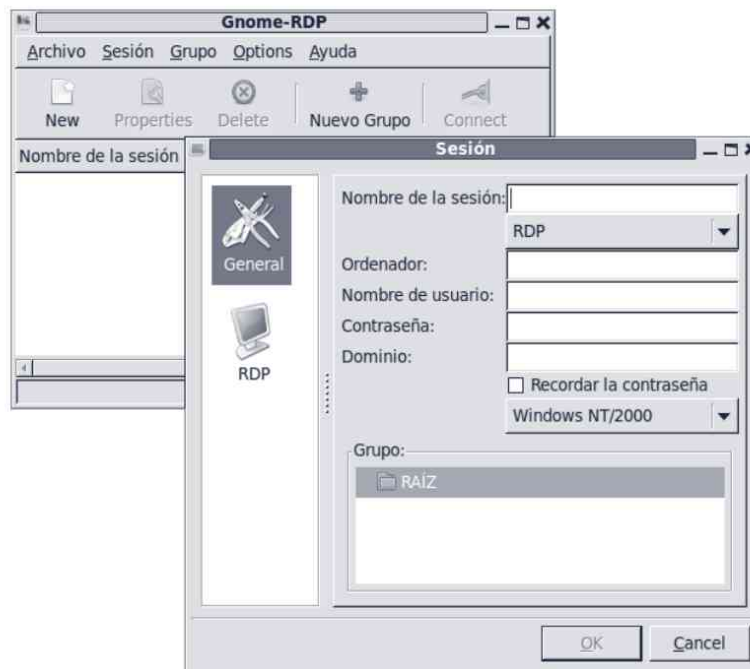 Gnome-RDP
Archivo Sesión Grupo Options Ayuda
New Properties Delete Nuevo Grupo Connect
Nombre de la sesión
Sesión
General
RDP
Nombre de la sesión:
RDP
Ordenador:
Nombre de usuario:
Contraseña:
Dominio:
Recordar la contraseña
Windows NT/2000
Grupo:
RAÍZ
OK Cancel